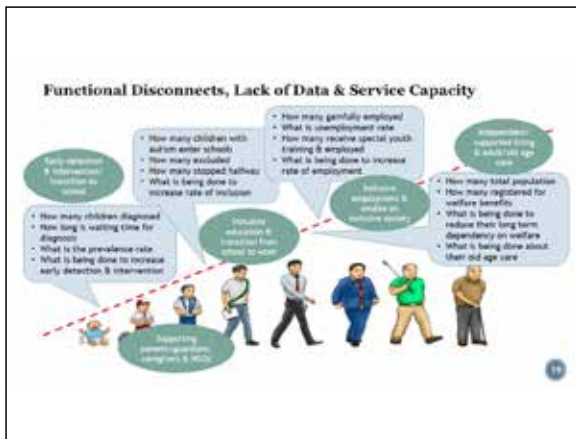 Functional Disconnects, Lack of Data & Service Capacity
Early detection
& intervention/
transition to
school
• How many children diagnosed
• How long is waiting time for
diagnosis
• What is the prevalence rate
• What is being done to increase
early detection & intervention
• How many children with
autism enter schools
• How many excluded
• How many stopped halfway
• What is being done to
increase rate of inclusion
Inclusive
education &
transition from
school to work
• How many gainfully employed
• What is unemployment rate
• How many receive special youth
training & employed
• What is being done to increase
rate of employment
Inclusive
employment &
inclusive society
Independent/
supported living
& adult/old age
care
• How many total population
• How many registered for
welfare benefits
• What is being done to
reduce their long term
dependency on welfare
• What is being done about
their old age care
Supporting
parents/guardians,
caregivers & NGOs